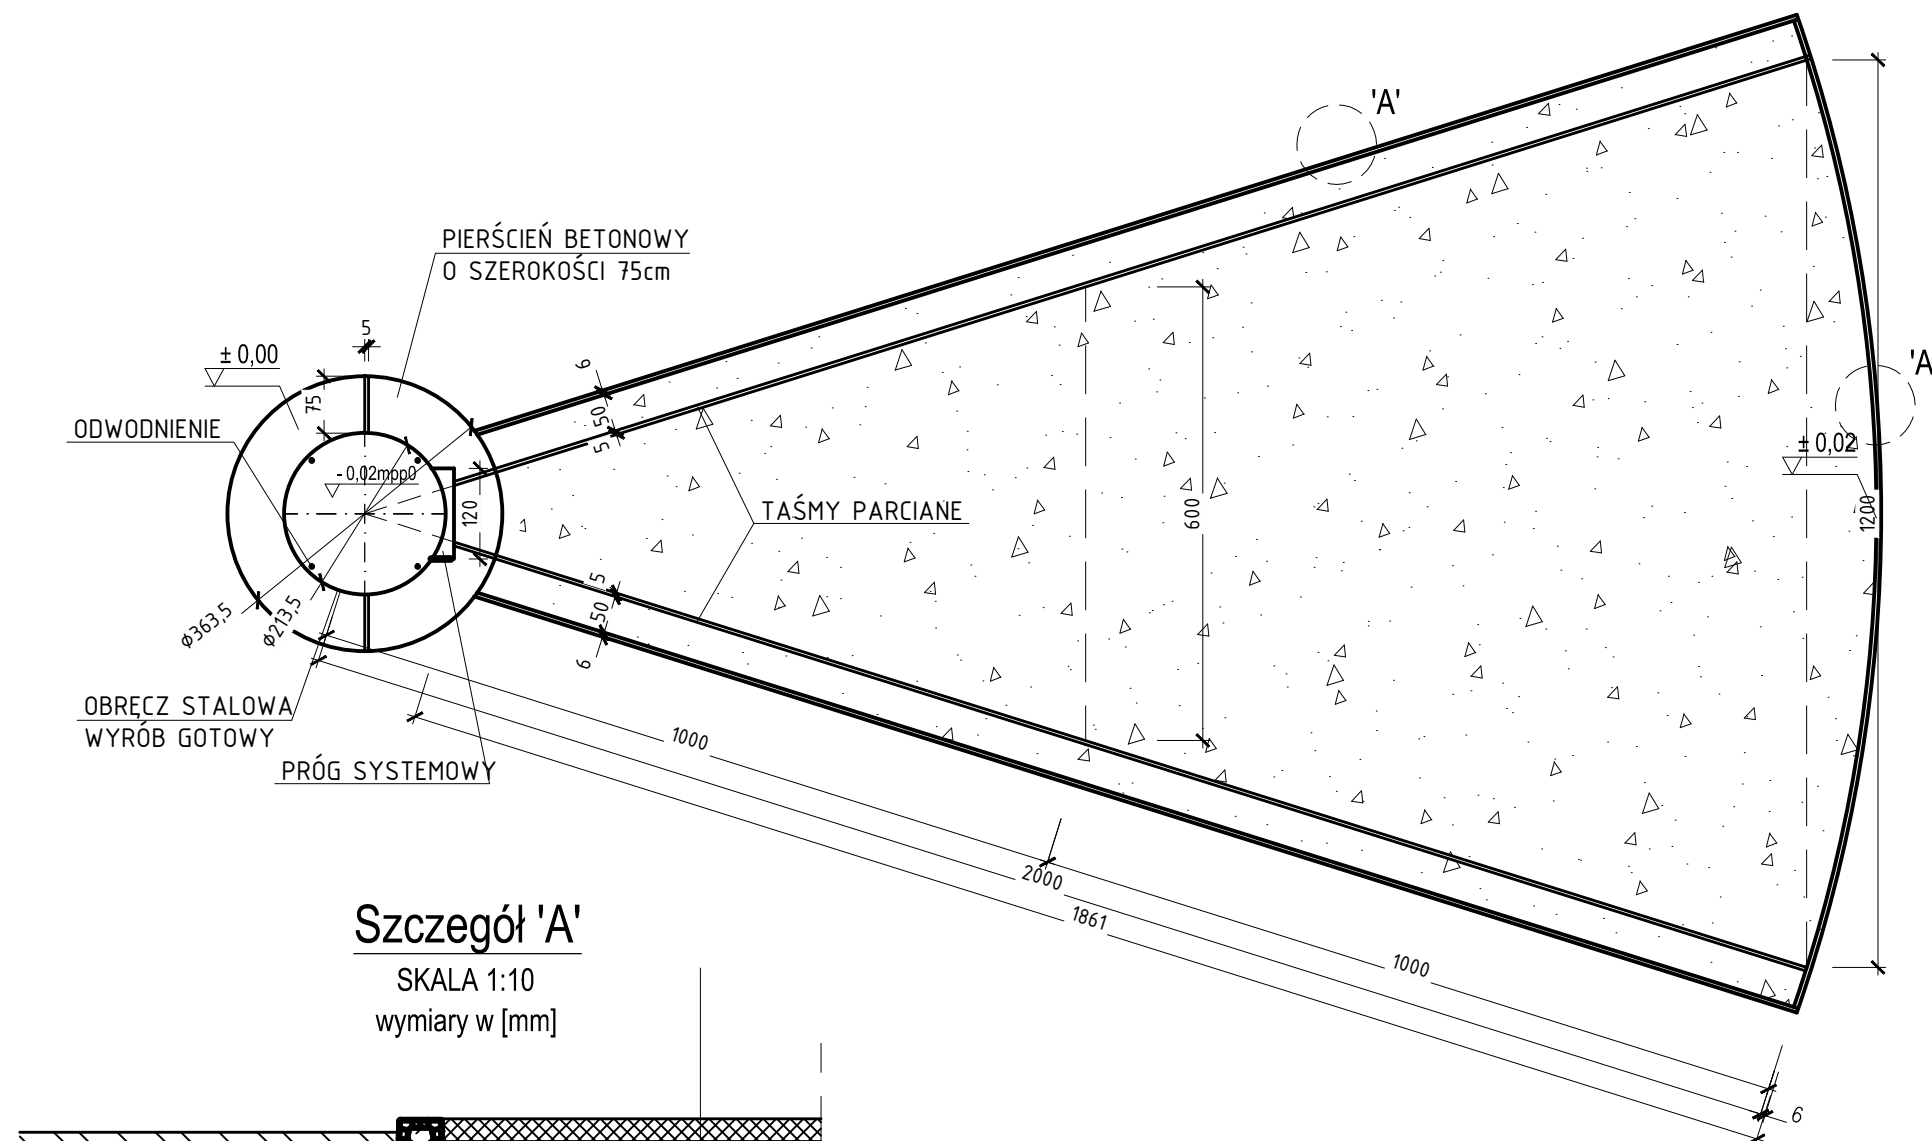 'A'
PIERŚCIEŃ BETONOWY
O SZEROKOŚCI 75cm
5
± 0,00
75
6
50
5
ODWODNIENIE
- 0,02mpp0
120
TAŚMY PARCIANE
600
'A
± 0,02
1200
5
50
6
ø363,5
ø213,5
OBRĘCZ STALOWA
WYRÓB GOTOWY
PRÓG SYSTEMOWY
1000
2000
1861
1000
6
Szczegół 'A'
SKALA 1:10
wymiary w [mm]